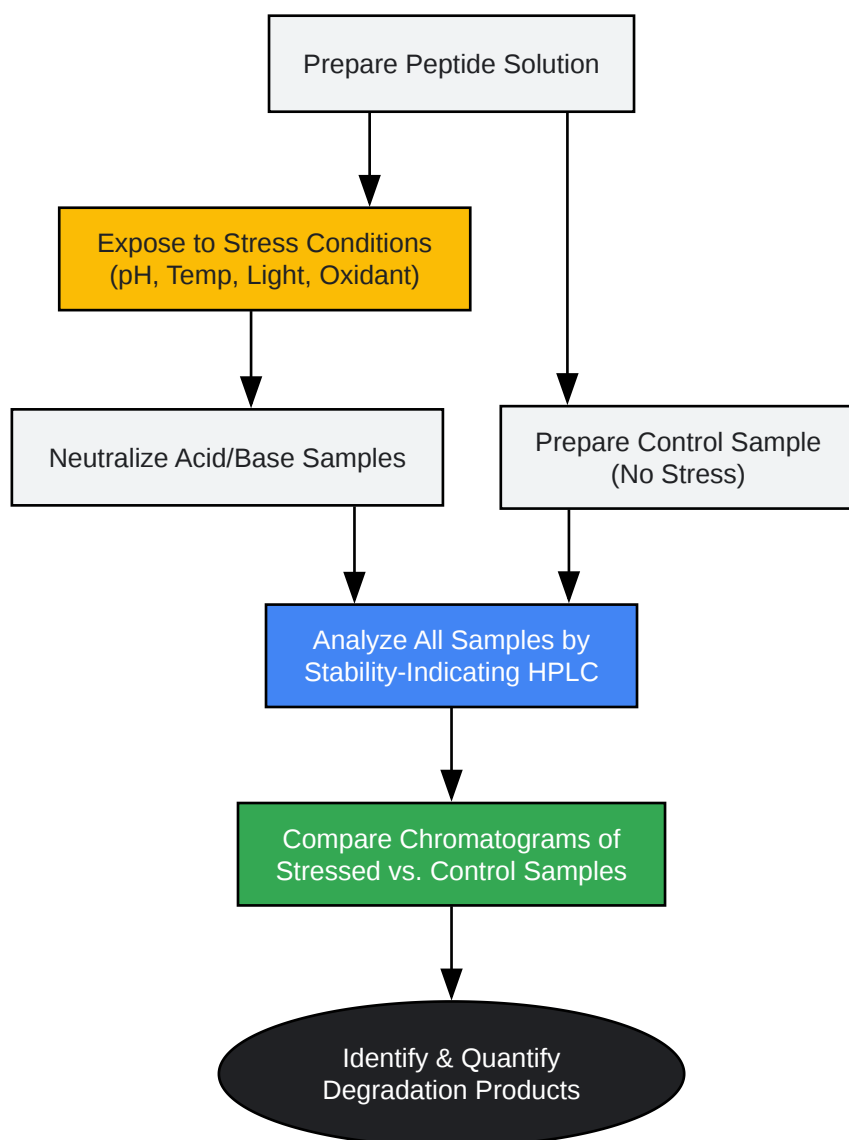 Prepare Peptide Solution
Expose to Stress Conditions
(pH, Temp, Light, Oxidant)
Neutralize Acid/Base Samples
Prepare Control Sample
(No Stress)
Analyze All Samples by
Stability-Indicating HPLC
Compare Chromatograms of
Stressed vs. Control Samples
Identify & Quantify
Degradation Products